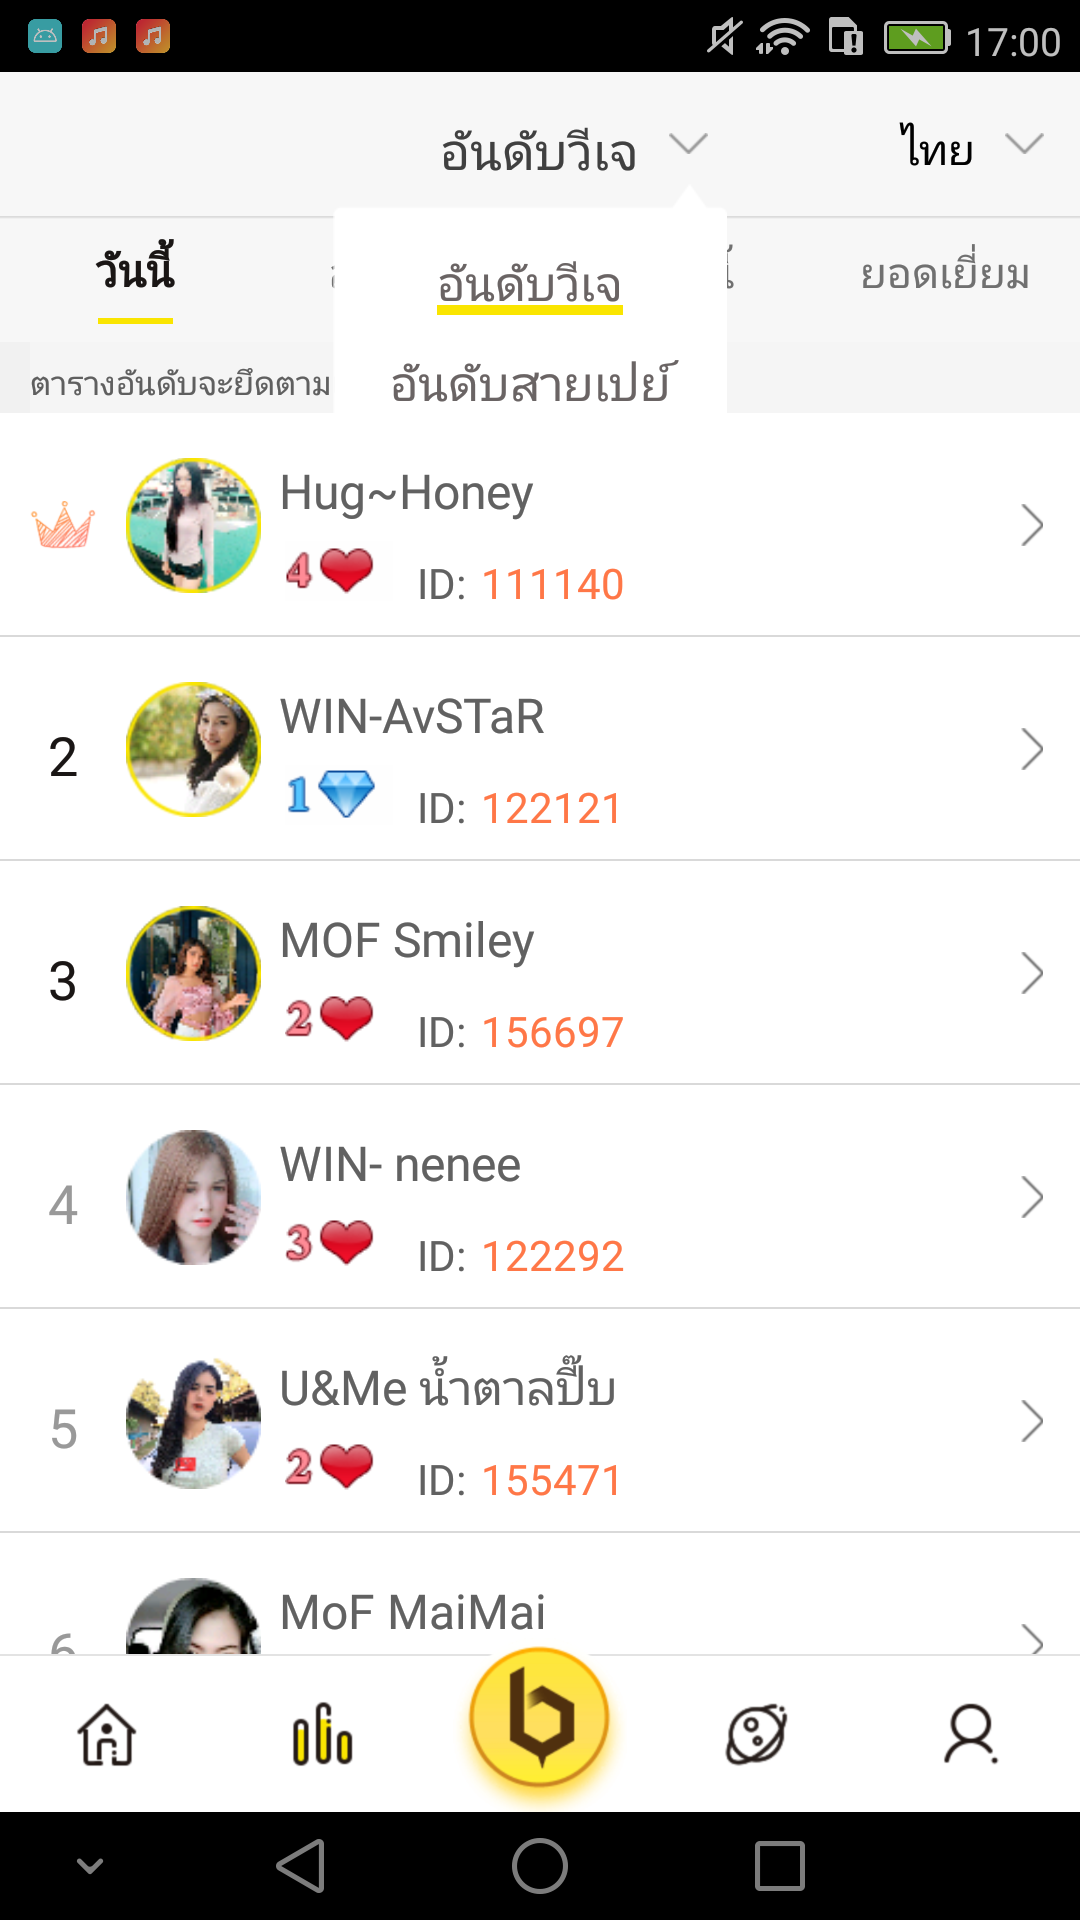 17:00
อันดับวีเจ
ไทย
วันนี้
ยอดเยี่ยม
อันดับวีเจ
อันดับสายเปย์
ตารางอันดับจะยึดตาม
Hug~Honey
4
ID: 111140
2
WIN-AvSTaR
1
ID: 122121
3
MOF Smiley
2
ID: 156697
4
WIN- nenee
3
ID: 122292
5
U&Me น้ำตาลปี๊บ
2
ID: 155471
6
MoF MaiMai